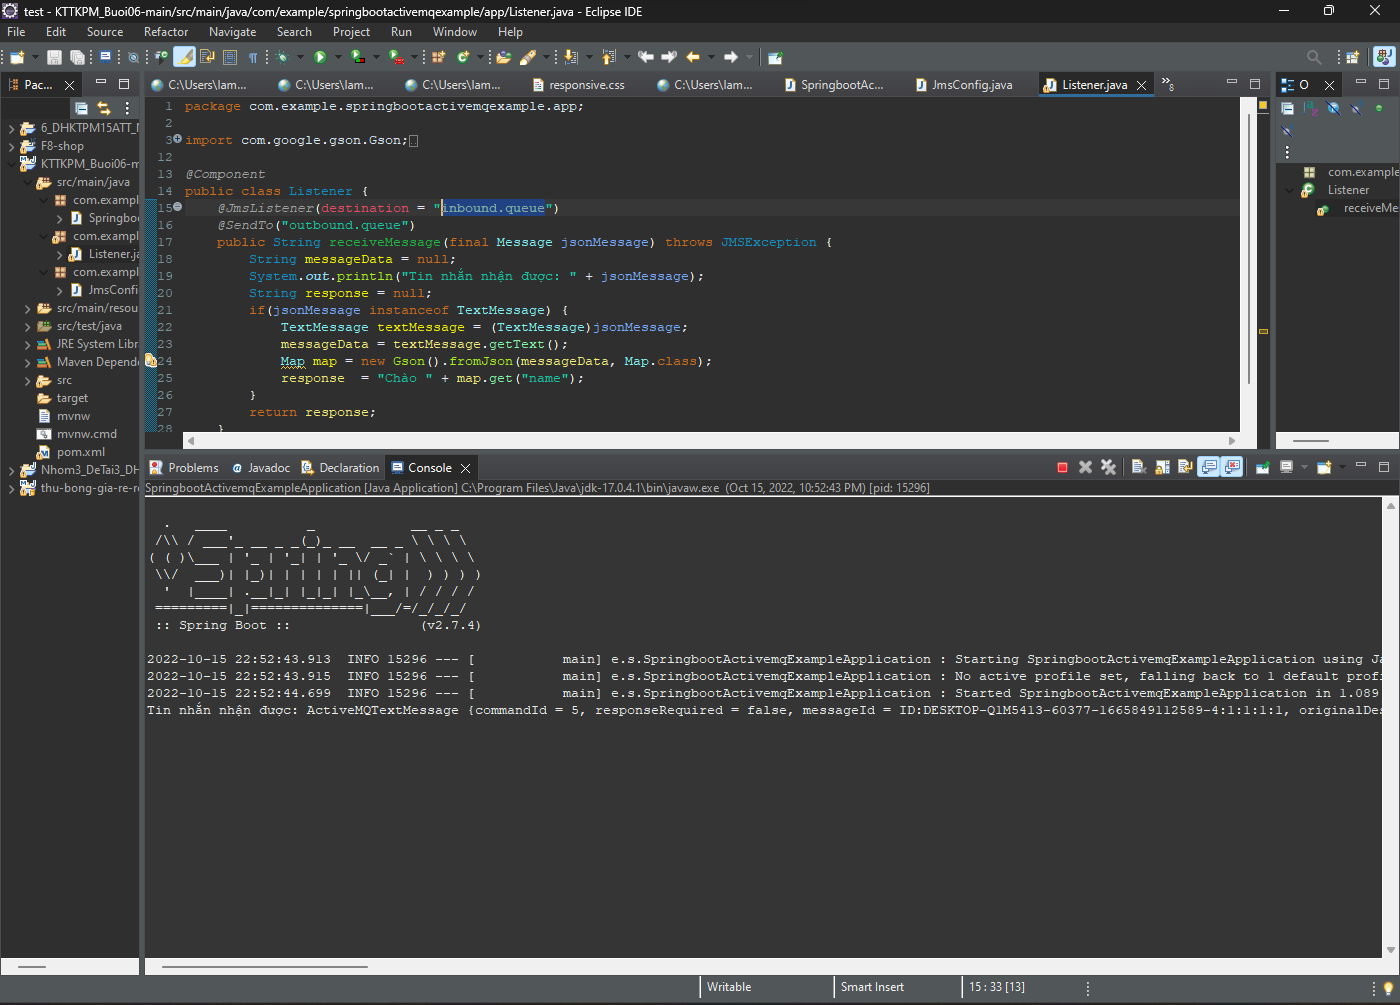 test - KTTKPM_Buoi06-main/src/main/java/com/example/springbootactivemqexample/app/Listener.java - Eclipse IDE
File Edit Source Refactor Navigate Search Project Run Window Help
Pac...
C:\Users\lam...
C:\Users\lam...
C:\Users\lam...
responsive.css
C:\Users\lam...
SpringbootAc...
JmsConfig.java
Listener.java
»8
O
6_DHKTPM15ATT_N
F8-shop
KTTKPM_Buoi06-m
src/main/java
com.exampl
Springboo
com.exampl
Listener.ja
com.exampl
JmsConfi
src/main/resou
src/test/java
JRE System Libr
Maven Depend
src
target
mvnw
mvnw.cmd
pom.xml
Nhom3_DeTai3_DH
thu-bong-gia-re-r
1 package com.example.springbootactivemqexample.app;
2
3 import com.google.gson.Gson;
12
13 @Component
14 public class Listener {
15 @JmsListener(destination = "inbound.queue")
16 @SendTo("outbound.queue")
17 public String receiveMessage(final Message jsonMessage) throws JMSException {
18 String messageData = null;
19 System.out.println("Tin nhắn nhận được: " + jsonMessage);
20 String response = null;
21 if(jsonMessage instanceof TextMessage) {
22 TextMessage textMessage = (TextMessage)jsonMessage;
23 messageData = textMessage.getText();
24 Map map = new Gson().fromJson(messageData, Map.class);
25 response = "Chào " + map.get("name");
26 }
27 return response;
28 }
com.example
Listener
receiveMe
Problems Javadoc Declaration Console
SpringbootActivemqExampleApplication [Java Application] C:\Program Files\Java\jdk-17.0.4.1\bin\javaw.exe (Oct 15, 2022, 10:52:43 PM) [pid: 15296]
  .   ____          _            __ _ _
 /\\ / ___'_ __ _ _(_)_ __  __ _ \ \ \ \
( ( )\___ | '_ | '_| | '_ \/ _` | \ \ \ \
 \\/  ___)| |_)| | | | | || (_| |  ) ) ) )
  '  |____| .__|_| |_|_| |_\__, | / / / /
 =========|_|==============|___/=/_/_/_/
 :: Spring Boot ::                (v2.7.4)
2022-10-15 22:52:43.913 INFO 15296 --- [ main] e.s.SpringbootActivemqExampleApplication : Starting SpringbootActivemqExampleApplication using Ja
2022-10-15 22:52:43.915 INFO 15296 --- [ main] e.s.SpringbootActivemqExampleApplication : No active profile set, falling back to 1 default profi
2022-10-15 22:52:44.699 INFO 15296 --- [ main] e.s.SpringbootActivemqExampleApplication : Started SpringbootActivemqExampleApplication in 1.089
Tin nhắn nhận được: ActiveMQTextMessage {commandId = 5, responseRequired = false, messageId = ID:DESKTOP-Q1M5413-60377-1665849112589-4:1:1:1:1, originalDes
Writable
Smart Insert
15 : 33 [13]